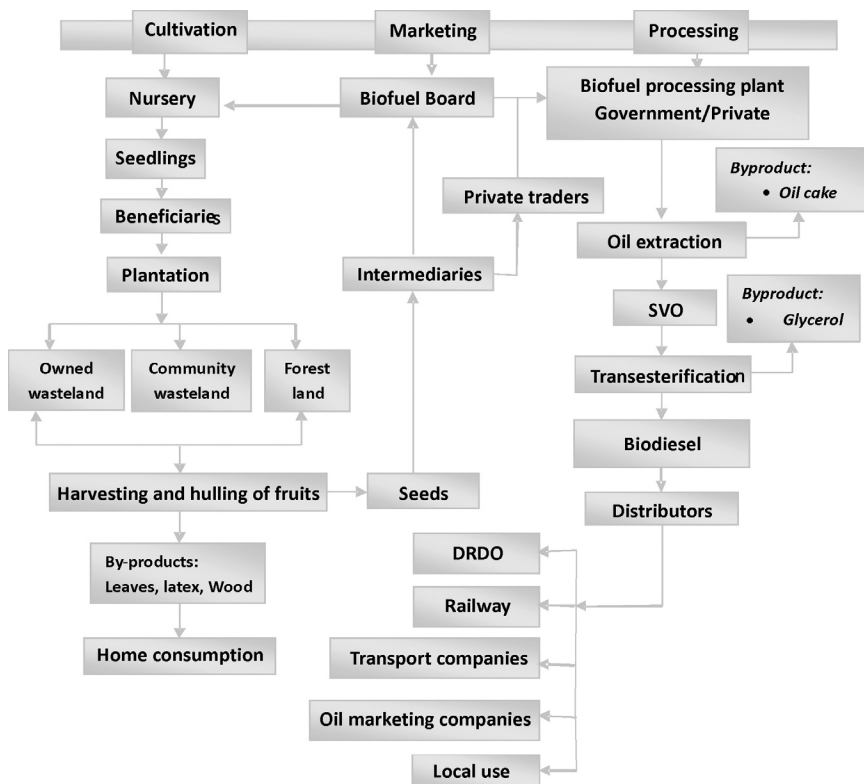 Cultivation
Marketing
Processing
Nursery
Biofuel Board
Biofuel processing plant
Government/Private
Seedlings
Byproduct:
• Oil cake
Private traders
Beneficiaries
Oil extraction
Plantation
Intermediaries
SVO
Byproduct:
• Glycerol
Owned
wasteland
Community
wasteland
Forest
land
Transesterification
Biodiesel
Harvesting and hulling of fruits
Seeds
Distributors
By-products:
Leaves, latex, Wood
DRDO
Railway
Home consumption
Transport companies
Oil marketing companies
Local use